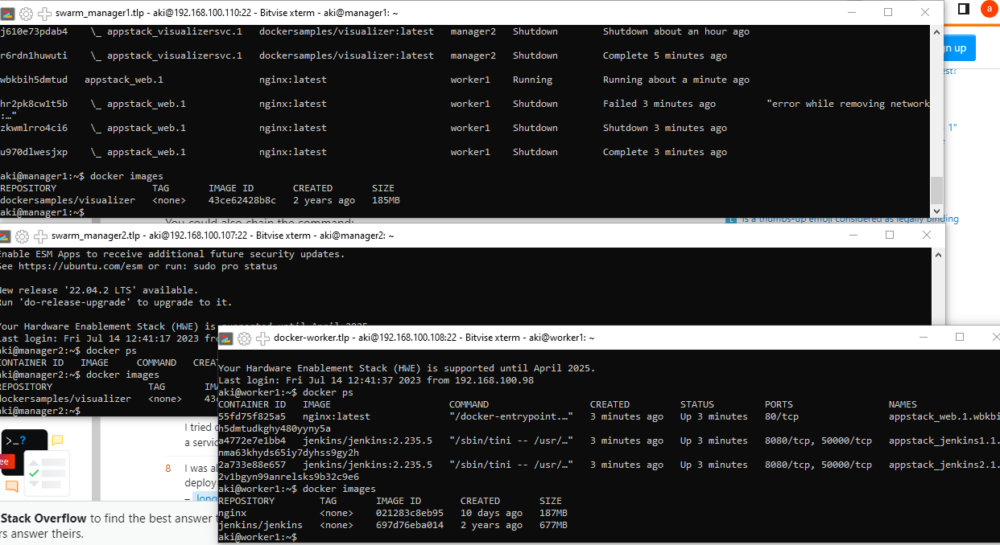 swarm_manager1.tlp - aki@192.168.100.110:22 - Bitvise xterm - aki@manager1: ~
a
j610e73pdab4 \_ appstack_visualizersvc.1 dockersamples/visualizer:latest manager2 Shutdown Shutdown about an hour ago
r6rdn1huwuti \_ appstack_visualizersvc.1 dockersamples/visualizer:latest manager2 Shutdown Complete 5 minutes ago
n up
est?
wbkbih5dmtud appstack_web.1 nginx:latest worker1 Running Running about a minute ago
hr2pk8cw1t5b \_ appstack_web.1 nginx:latest worker1 Shutdown Failed 3 minutes ago "error while removing network
:…"
zkwmlrro4ci6 \_ appstack_web.1 nginx:latest worker1 Shutdown Shutdown 3 minutes ago
1"
u970dlwesjxp \_ appstack_web.1 nginx:latest worker1 Shutdown Complete 3 minutes ago
aki@manager1:~$ docker images
REPOSITORY TAG IMAGE ID CREATED SIZE
dockersamples/visualizer <none> 43ce62428b8c 2 years ago 185MB
aki@manager1:~$
You could also chain the command:
is a thumbs-up emoji considered as legally binding
swarm_manager2.tlp - aki@192.168.100.107:22 - Bitvise xterm - aki@manager2: ~
Enable ESM Apps to receive additional future security updates.
See https://ubuntu.com/esm or run: sudo pro status
New release '22.04.2 LTS' available.
Run 'do-release-upgrade' to upgrade to it.
Your Hardware Enablement Stack (HWE) is supported until April 2025.
Last login: Fri Jul 14 12:41:17 2023 fro
aki@manager2:~$ docker ps
CONTAINER ID IMAGE COMMAND CREAT
aki@manager2:~$ docker images
REPOSITORY TAG IMA
dockersamples/visualizer <none> 43c
aki@manager2:~$
docker-worker.tlp - aki@192.168.100.108:22 - Bitvise xterm - aki@worker1: ~
Your Hardware Enablement Stack (HWE) is supported until April 2025.
Last login: Fri Jul 14 12:41:37 2023 from 192.168.100.98
aki@worker1:~$ docker ps
CONTAINER ID IMAGE COMMAND CREATED STATUS PORTS NAMES
55fd75f825a5 nginx:latest "/docker-entrypoint.…" 3 minutes ago Up 3 minutes 80/tcp appstack_web.1.wbkbi
h5dmtudkghy480yyny5a
a4772e7e1bb4 jenkins/jenkins:2.235.5 "/sbin/tini -- /usr/…" 3 minutes ago Up 3 minutes 8080/tcp, 50000/tcp appstack_jenkins1.1.
nma63khyds65iy7dyhss9gy2h
2a733e88e657 jenkins/jenkins:2.235.5 "/sbin/tini -- /usr/…" 3 minutes ago Up 3 minutes 8080/tcp, 50000/tcp appstack_jenkins2.1.
2v1bgyn99anrelsks9b32c9e6
aki@worker1:~$ docker images
REPOSITORY TAG IMAGE ID CREATED SIZE
nginx <none> 021283c8eb95 10 days ago 187MB
jenkins/jenkins <none> 697d76eba014 2 years ago 677MB
aki@worker1:~$
>_?
ee
I tried
a servic
8 I was al
deploy
– long
Stack Overflow to find the best answer
rs answer theirs.